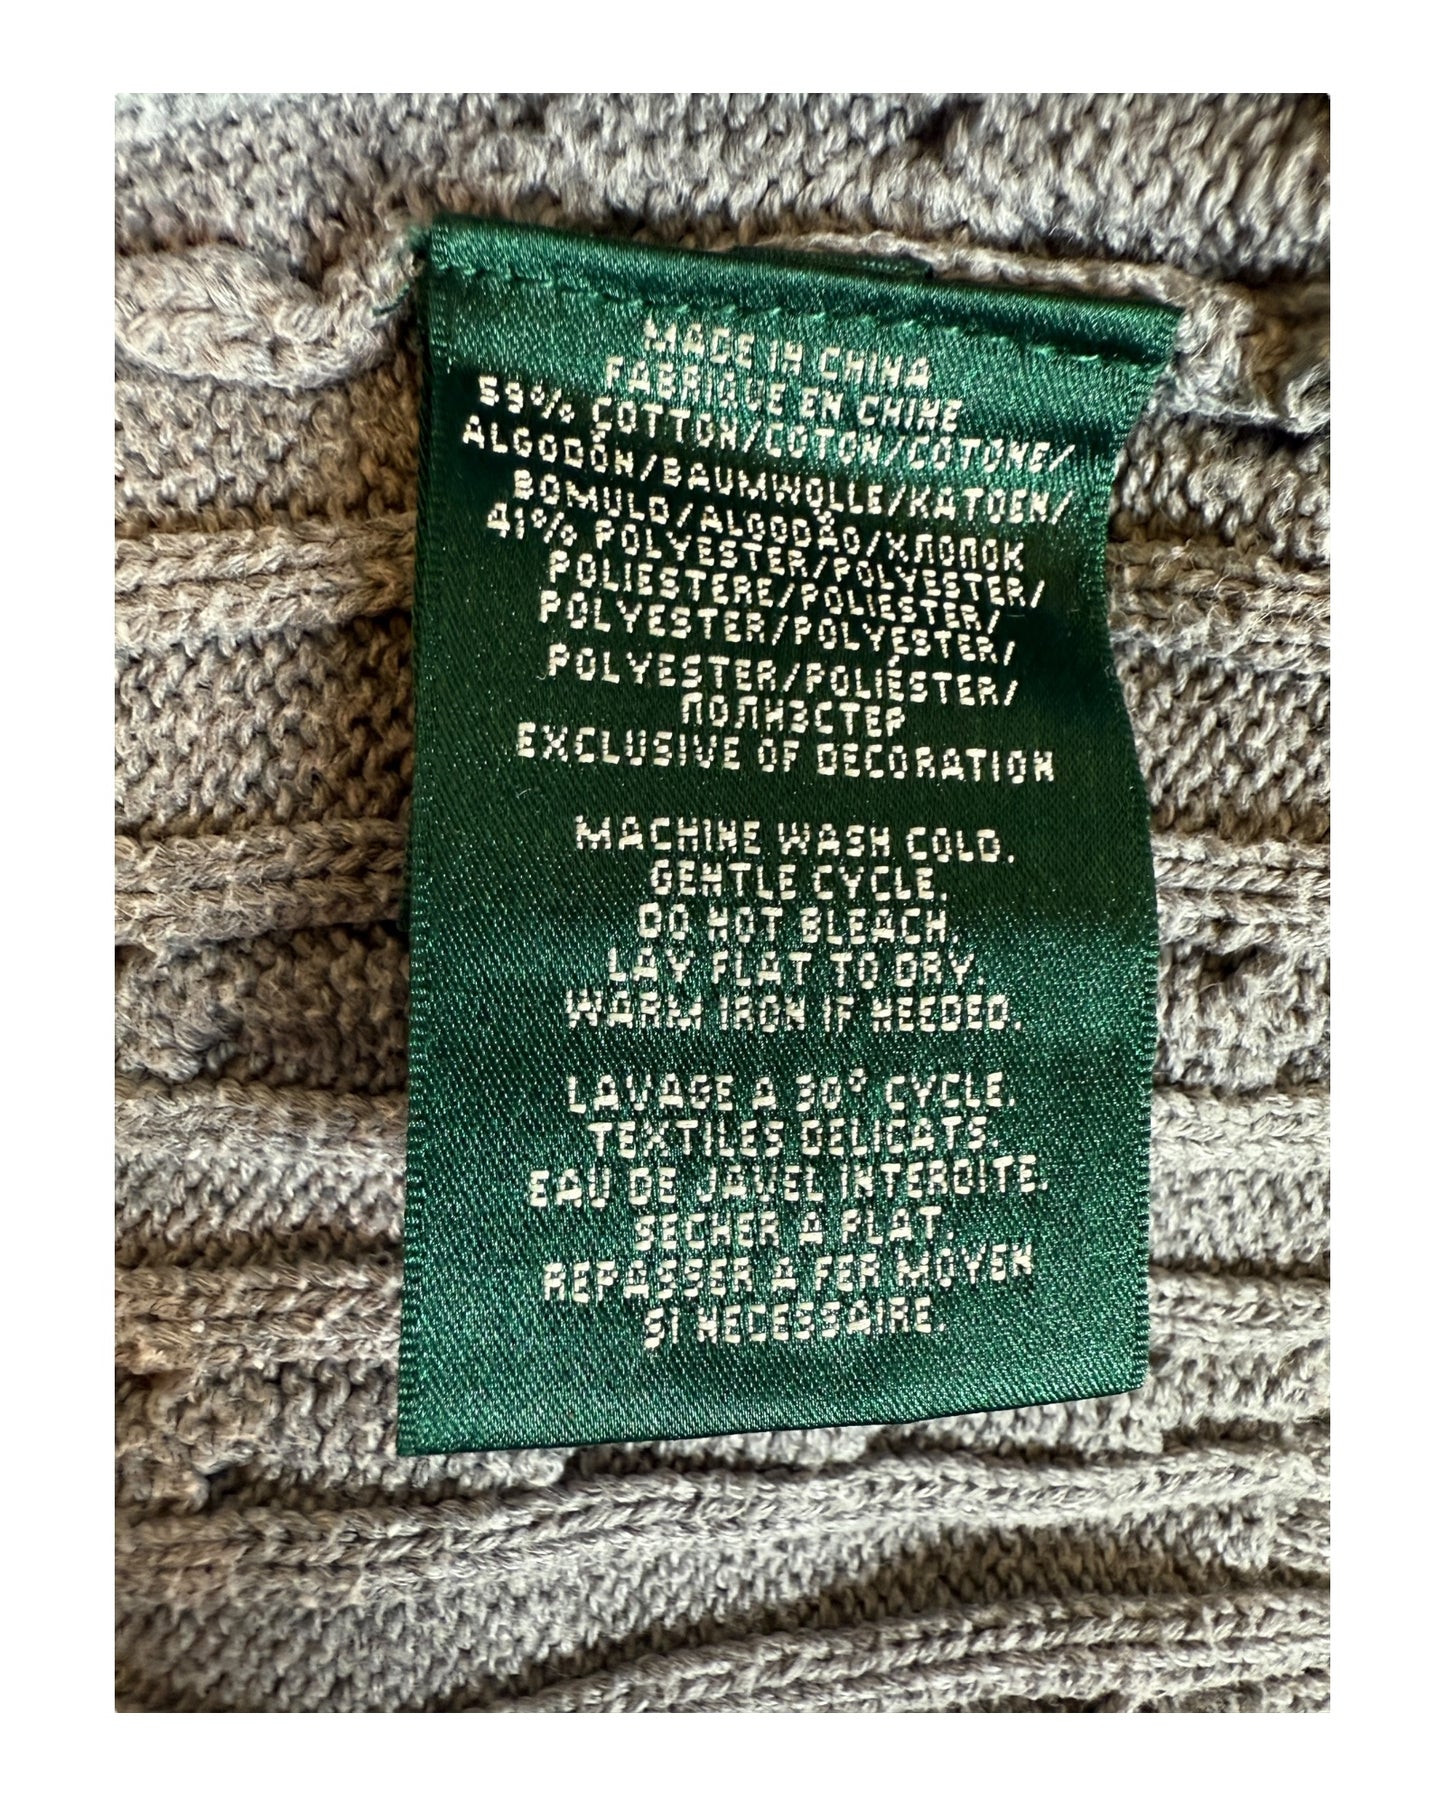 MADE IN CHINA
FABRIQUE EN CHINE
59% COTTON/COTON/COTONE/
ALGODÓN/BAUMWOLLE/KATOEN/
BOMULD/ALGODÃO/ХЛОПОК
41% POLYESTER/POLYESTER/
POLIESTERE/POLIÉSTER/
POLYESTER/POLYESTER/
POLYESTER/POLIÉSTER/
ПОЛИЭСТЕР
EXCLUSIVE OF DECORATION
MACHINE WASH COLD.
GENTLE CYCLE.
DO NOT BLEACH.
LAY FLAT TO DRY.
WARM IRON IF NEEDED.
LAVAGE A 30° CYCLE.
TEXTILES DELICATS.
EAU DE JAVEL INTERDITE.
SECHER A PLAT.
REPASSER A FER MOYEN
SI NECESSAIRE.